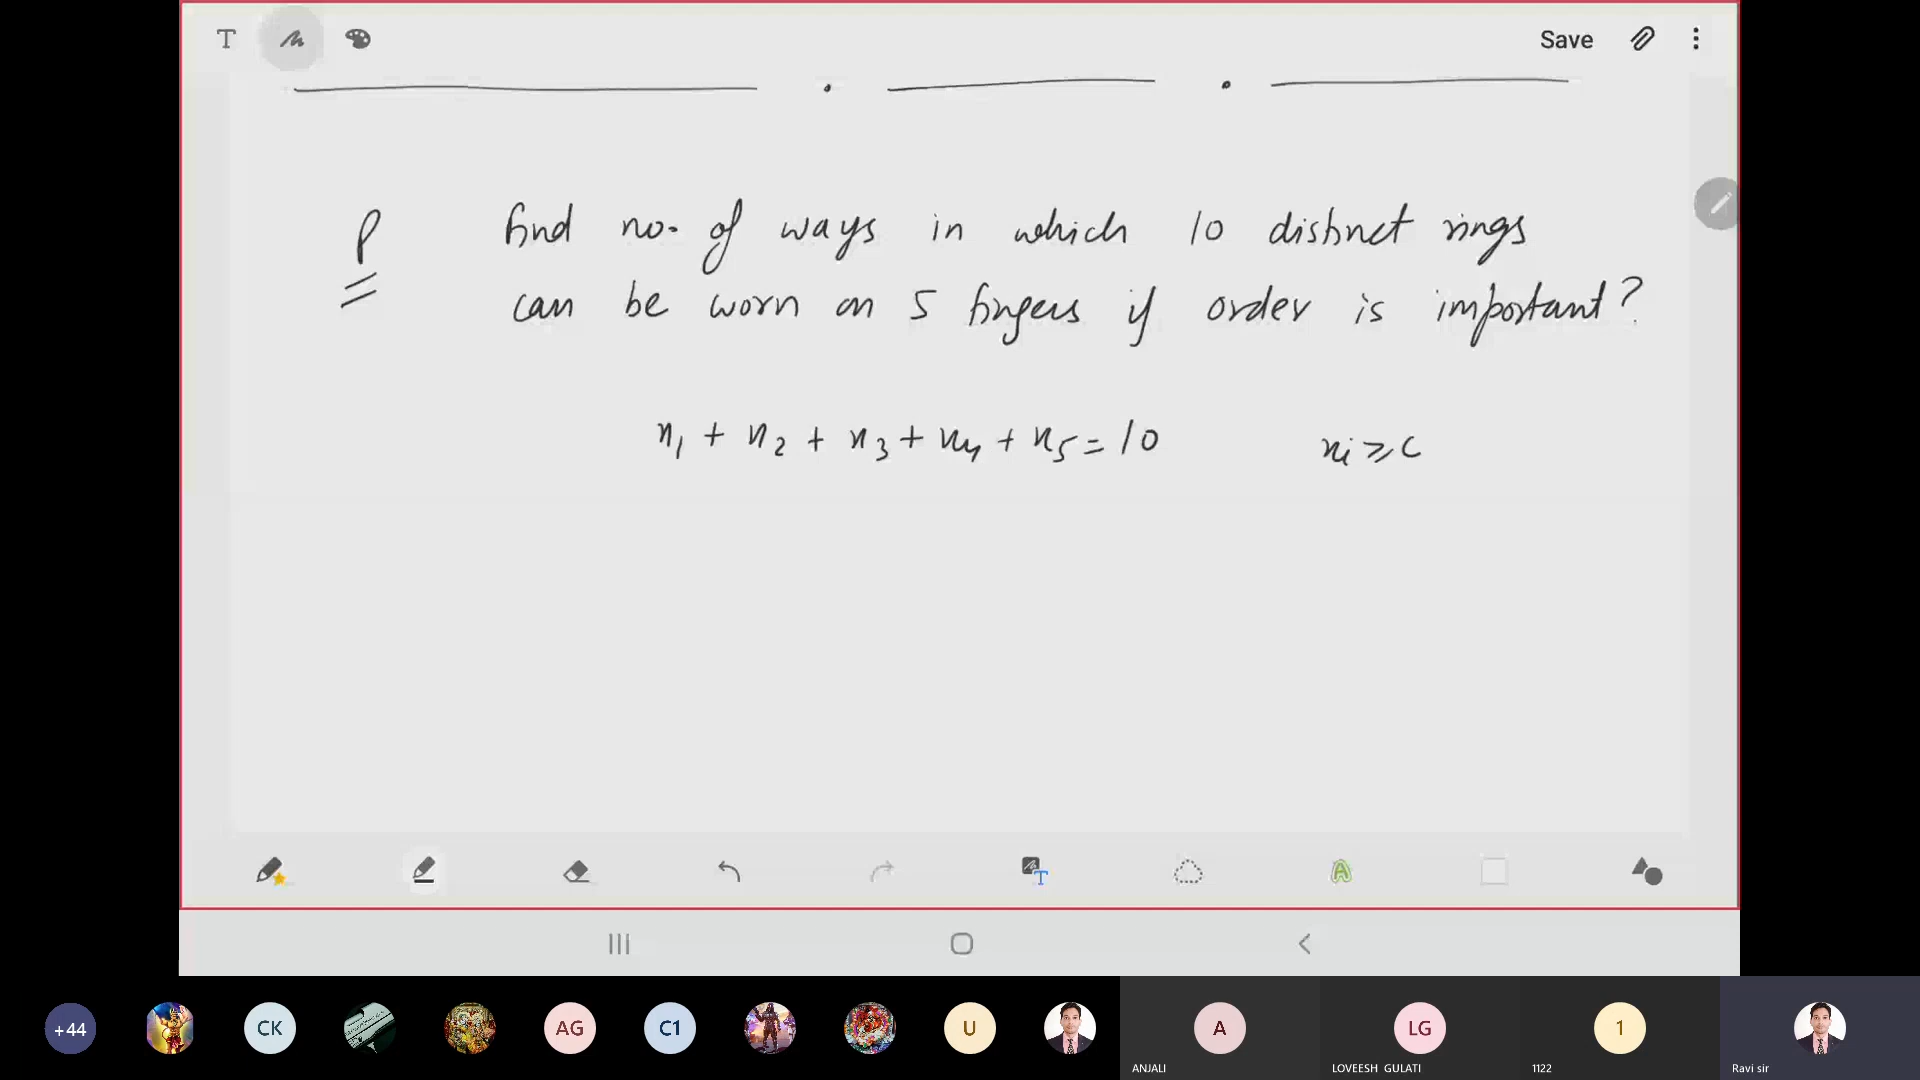 T Save
P find no. of ways in which 10 distinct rings
can be worn on 5 fingers if order is important?
x₁ + x₂ + x₃ + x₄ + x₅ = 10 xᵢ ⩾ c
T A
+44 CK AG C1 U A LG 1
ANJALI LOVEESH GULATI 1122 Ravi sir